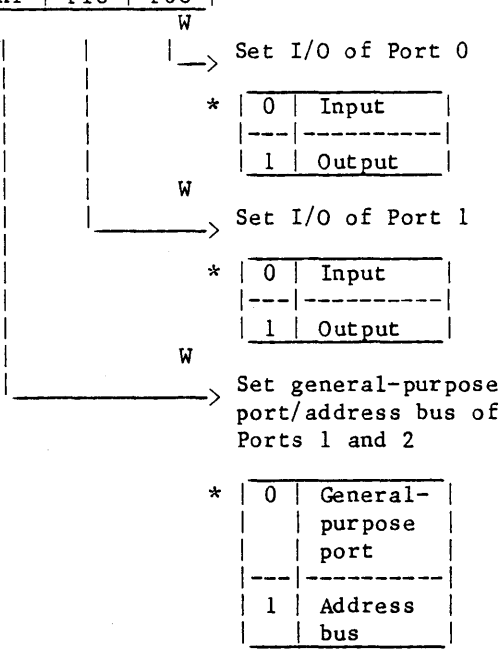 W
Set I/O of Port 0
* 0 Input
1 Output
W
Set I/O of Port 1
* 0 Input
1 Output
W
Set general-purpose
port/address bus of
Ports 1 and 2
* 0 General-
purpose
port
1 Address
bus